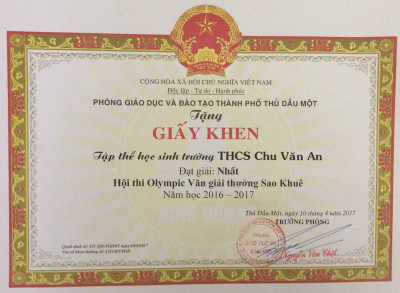 CỘNG HÒA XÃ HỘI CHỦ NGHĨA VIỆT NAM
Độc lập - Tự do - Hạnh phúc
PHÒNG GIÁO DỤC VÀ ĐÀO TẠO THÀNH PHỐ THỦ DẦU MỘT
Tặng
GIẤY KHEN
Tập thể học sinh trường THCS Chu Văn An
Đạt giải: Nhất
Hội thi Olympic Văn giải thưởng Sao Khuê
Năm học 2016 - 2017
Thủ Dầu Một, ngày 10 tháng 4 năm 2017
TRƯỞNG PHÒNG
Nguyễn Văn Chệt